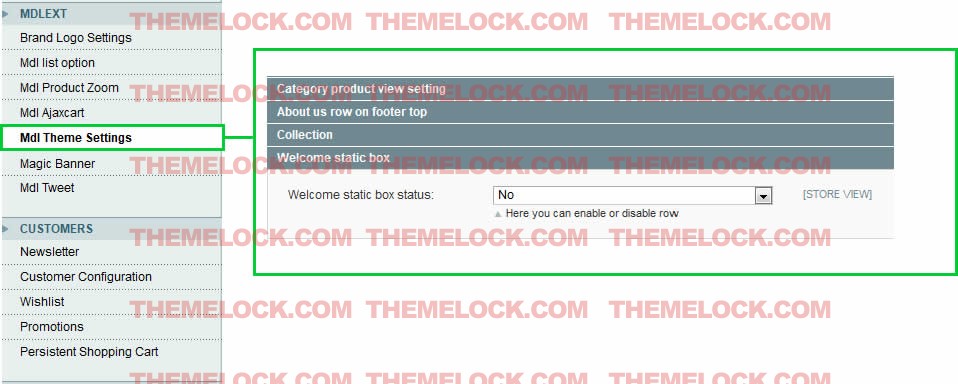 MDLEXT
Brand Logo Settings
Mdl list option
Mdl Product Zoom
Mdl Ajaxcart
Mdl Theme Settings
Magic Banner
Mdl Tweet
CUSTOMERS
Newsletter
Customer Configuration
Wishlist
Promotions
Persistent Shopping Cart
Category product view setting
About us row on footer top
Collection
Welcome static box
Welcome static box status:
No
[STORE VIEW]
Here you can enable or disable row
THEMELOCK.COM THEMELOCK.COM THEMELOCK.COM
THEMELOCK.COM THEMELOCK.COM THEMELOCK.COM
THEMELOCK.COM THEMELOCK.COM THEMELOCK.COM
THEMELOCK.COM THEMELOCK.COM THEMELOCK.COM
THEMELOCK.COM THEMELOCK.COM THEMELOCK.COM
THEMELOCK.COM THEMELOCK.COM THEMELOCK.COM